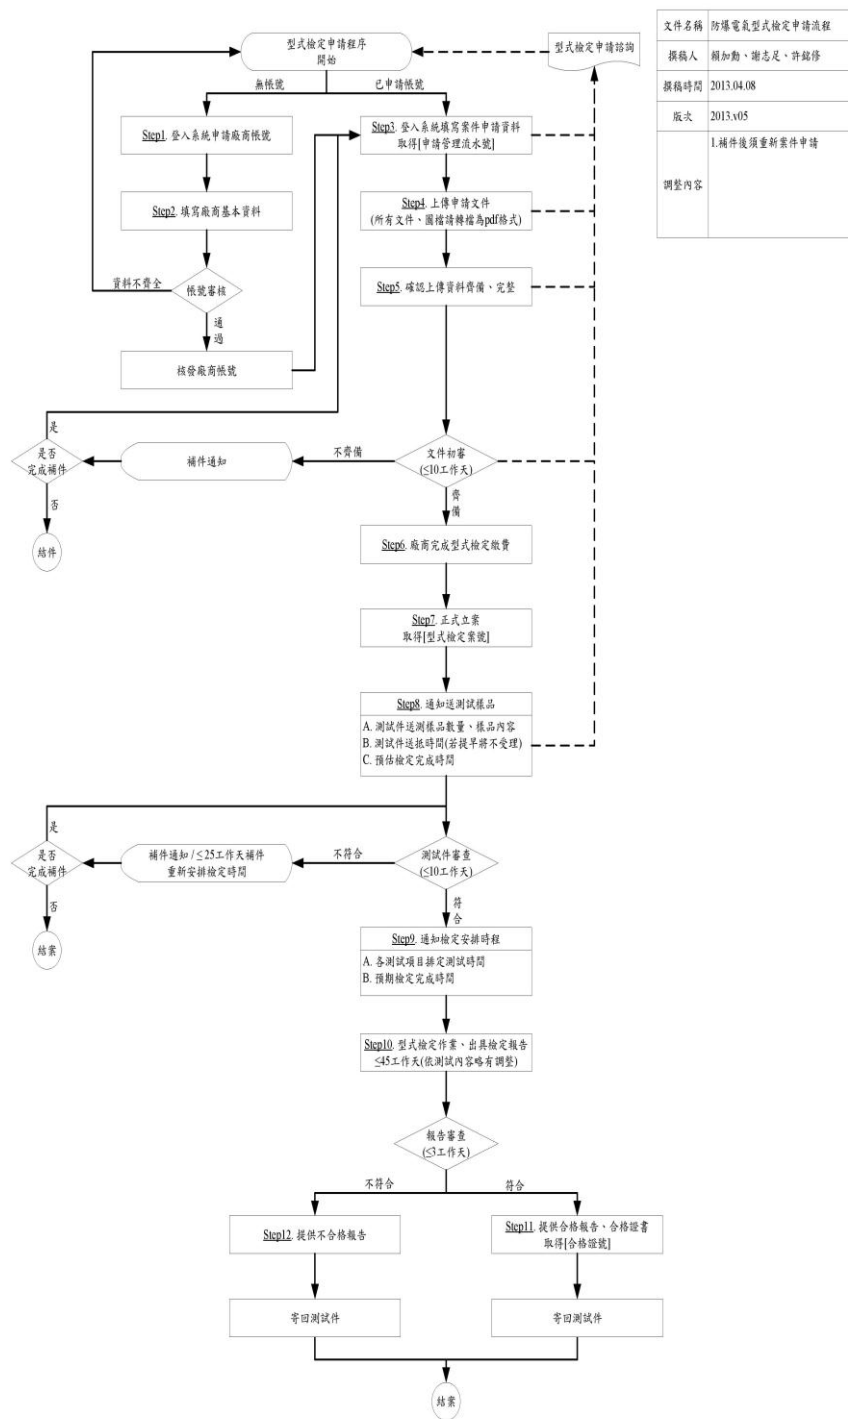 文件名稱 防爆電氣型式檢定申請流程
撰稿人 賴加勳、謝志足、許銘修
撰稿時間 2013.04.08
版次 2013.v05
調整內容 1.補件後須重新案件申請
型式檢定申請程序
開始
型式檢定申請諮詢
無帳號
已申請帳號
Step1. 登入系統申請廠商帳號
Step3. 登入系統填寫案件申請資料
取得[申請管理流水號]
Step2. 填寫廠商基本資料
Step4. 上傳申請文件
(所有文件、圖檔請轉檔為pdf格式)
資料不齊全
帳號審核
Step5. 確認上傳資料齊備、完整
通過
核發廠商帳號
是
是否
完成補件
補件通知
不齊備
文件初審
(≤10工作天)
否
齊備
結件
Step6. 廠商完成型式檢定繳費
Step7. 正式立案
取得[型式檢定案號]
Step8. 通知送測試樣品
A. 測試件送測樣品數量、樣品內容
B. 測試件送抵時間(若提早將不受理)
C. 預估檢定完成時間
是
是否
完成補件
補件通知 / ≤25工作天補件
重新安排檢定時間
不符合
測試件審查
(≤10工作天)
否
符合
結案
Step9. 通知檢定安排時程
A. 各測試項目排定測試時間
B. 預期檢定完成時間
Step10. 型式檢定作業、出具檢定報告
≤45工作天(依測試內容略有調整)
報告審查
(≤3工作天)
不符合
符合
Step12. 提供不合格報告
Step11. 提供合格報告、合格證書
取得[合格證號]
寄回測試件
寄回測試件
結案